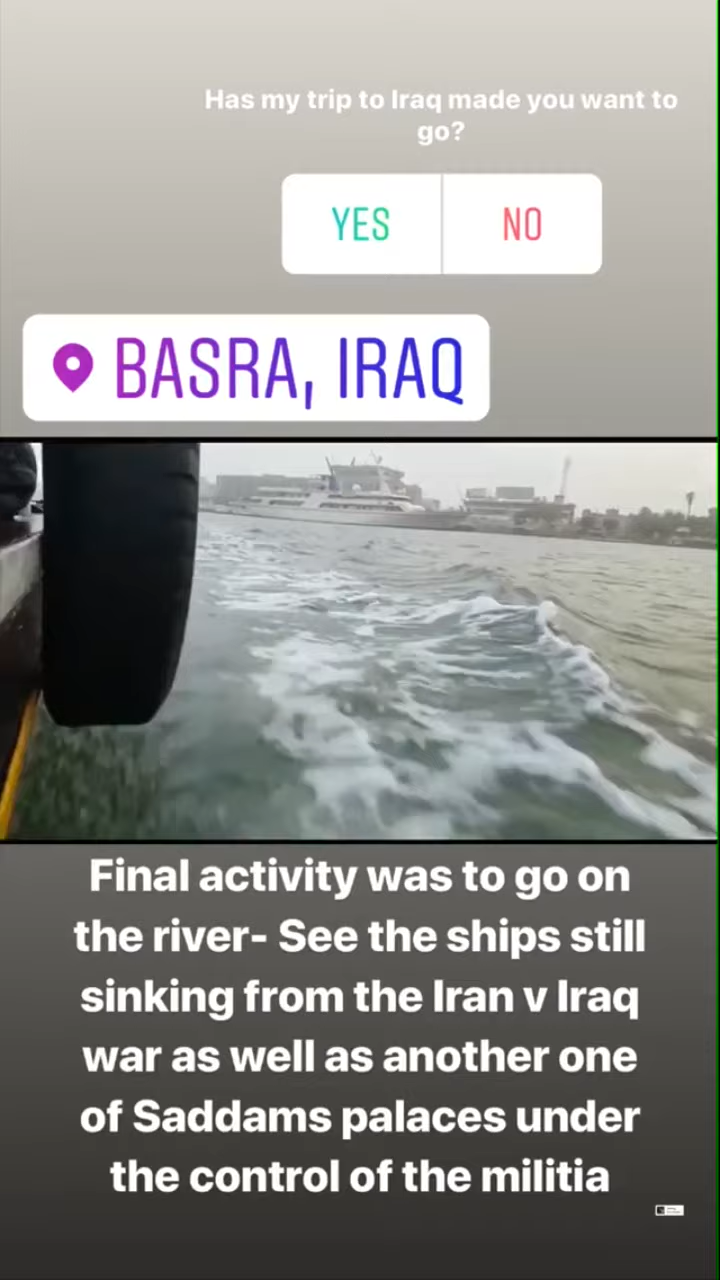 Has my trip to Iraq made you want to
go?
YES NO
BASRA, IRAQ
Final activity was to go on
the river- See the ships still
sinking from the Iran v Iraq
war as well as another one
of Saddams palaces under
the control of the militia